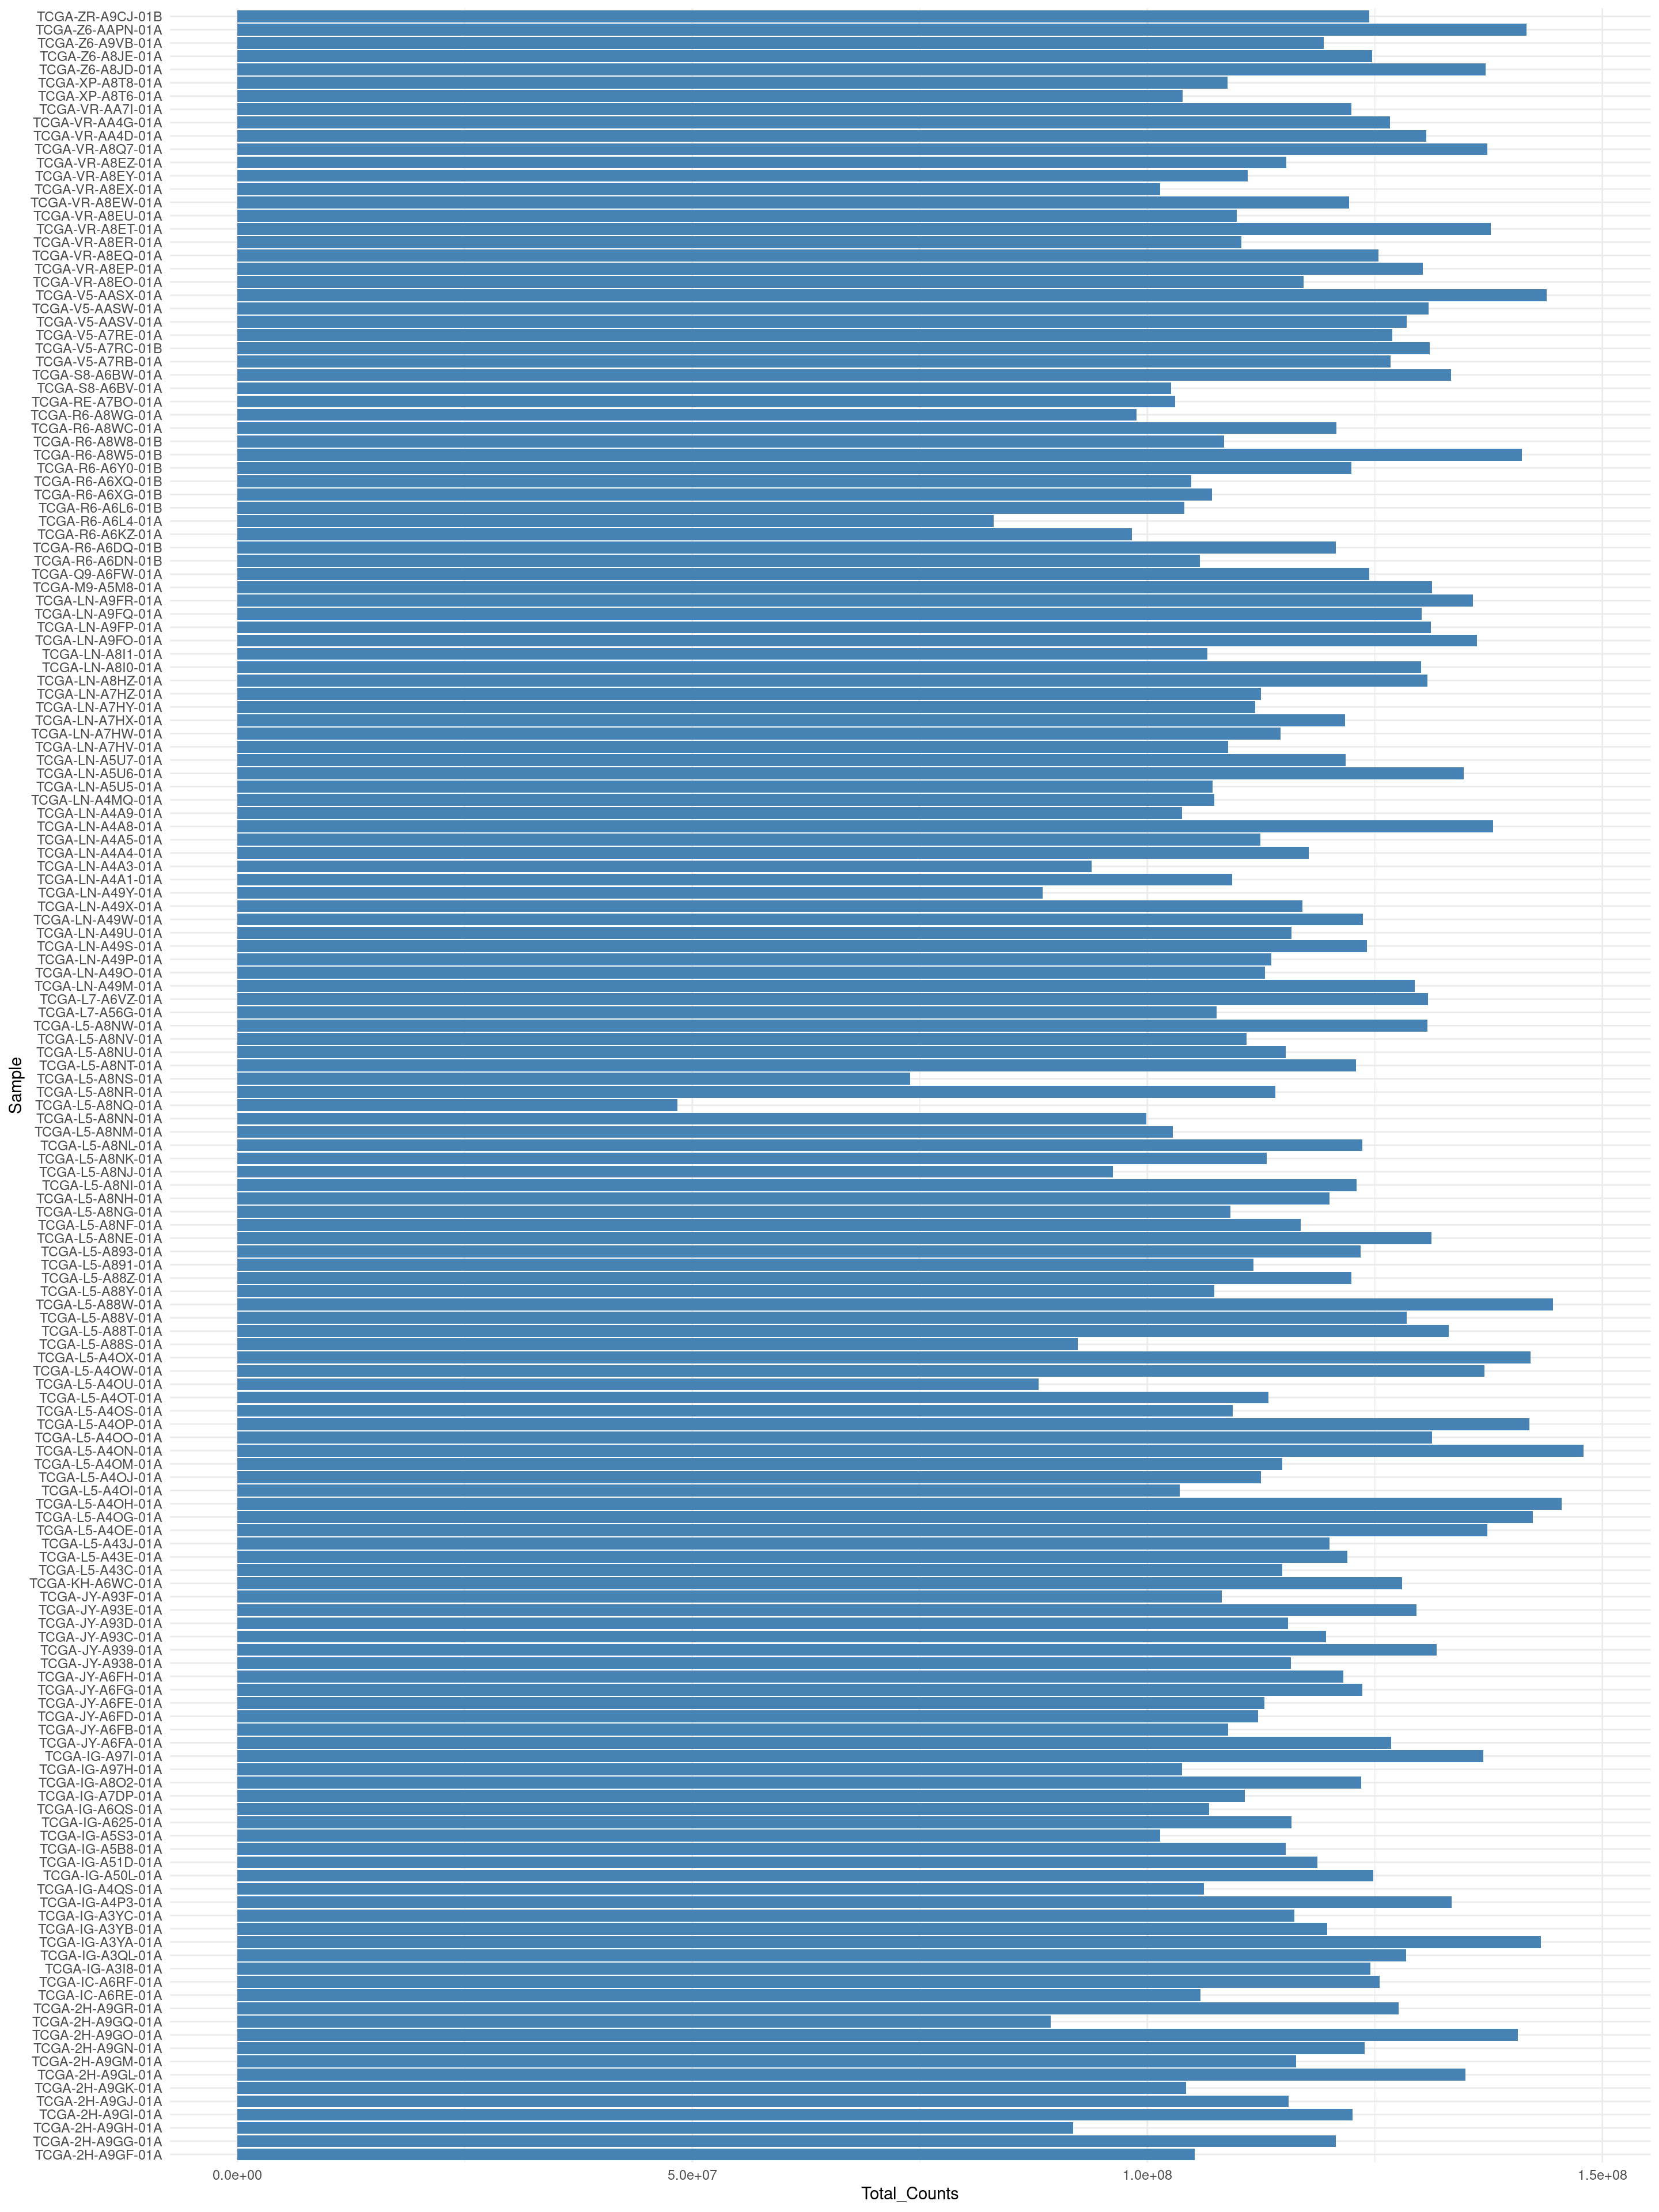 TCGA-ZR-A9CJ-01B
TCGA-Z6-AAPN-01A
TCGA-Z6-A9VB-01A
TCGA-Z6-A8JE-01A
TCGA-Z6-A8JD-01A
TCGA-XP-A8T8-01A
TCGA-XP-A8T6-01A
TCGA-VR-AA7I-01A
TCGA-VR-AA4G-01A
TCGA-VR-AA4D-01A
TCGA-VR-A8Q7-01A
TCGA-VR-A8EZ-01A
TCGA-VR-A8EY-01A
TCGA-VR-A8EX-01A
TCGA-VR-A8EW-01A
TCGA-VR-A8EU-01A
TCGA-VR-A8ET-01A
TCGA-VR-A8ER-01A
TCGA-VR-A8EQ-01A
TCGA-VR-A8EP-01A
TCGA-VR-A8EO-01A
TCGA-V5-AASX-01A
TCGA-V5-AASW-01A
TCGA-V5-AASV-01A
TCGA-V5-A7RE-01A
TCGA-V5-A7RC-01B
TCGA-V5-A7RB-01A
TCGA-S8-A6BW-01A
TCGA-S8-A6BV-01A
TCGA-RE-A7BO-01A
TCGA-R6-A8WG-01A
TCGA-R6-A8WC-01A
TCGA-R6-A8W8-01B
TCGA-R6-A8W5-01B
TCGA-R6-A6Y0-01B
TCGA-R6-A6XQ-01B
TCGA-R6-A6XG-01B
TCGA-R6-A6L6-01B
TCGA-R6-A6L4-01A
TCGA-R6-A6KZ-01A
TCGA-R6-A6DQ-01B
TCGA-R6-A6DN-01B
TCGA-Q9-A6FW-01A
TCGA-M9-A5M8-01A
TCGA-LN-A9FR-01A
TCGA-LN-A9FQ-01A
TCGA-LN-A9FP-01A
TCGA-LN-A9FO-01A
TCGA-LN-A8I1-01A
TCGA-LN-A8I0-01A
TCGA-LN-A8HZ-01A
TCGA-LN-A7HZ-01A
TCGA-LN-A7HY-01A
TCGA-LN-A7HX-01A
TCGA-LN-A7HW-01A
TCGA-LN-A7HV-01A
TCGA-LN-A5U7-01A
TCGA-LN-A5U6-01A
TCGA-LN-A5U5-01A
TCGA-LN-A4MQ-01A
TCGA-LN-A4A9-01A
TCGA-LN-A4A8-01A
TCGA-LN-A4A5-01A
TCGA-LN-A4A4-01A
TCGA-LN-A4A3-01A
TCGA-LN-A4A1-01A
TCGA-LN-A49Y-01A
TCGA-LN-A49X-01A
TCGA-LN-A49W-01A
TCGA-LN-A49U-01A
TCGA-LN-A49S-01A
TCGA-LN-A49P-01A
TCGA-LN-A49O-01A
TCGA-LN-A49M-01A
TCGA-L7-A6VZ-01A
TCGA-L7-A56G-01A
TCGA-L5-A8NW-01A
TCGA-L5-A8NV-01A
TCGA-L5-A8NU-01A
TCGA-L5-A8NT-01A
TCGA-L5-A8NS-01A
TCGA-L5-A8NR-01A
TCGA-L5-A8NQ-01A
TCGA-L5-A8NN-01A
TCGA-L5-A8NM-01A
TCGA-L5-A8NL-01A
TCGA-L5-A8NK-01A
TCGA-L5-A8NJ-01A
TCGA-L5-A8NI-01A
TCGA-L5-A8NH-01A
TCGA-L5-A8NG-01A
TCGA-L5-A8NF-01A
TCGA-L5-A8NE-01A
TCGA-L5-A893-01A
TCGA-L5-A891-01A
TCGA-L5-A88Z-01A
TCGA-L5-A88Y-01A
TCGA-L5-A88W-01A
TCGA-L5-A88V-01A
TCGA-L5-A88T-01A
TCGA-L5-A88S-01A
TCGA-L5-A4OX-01A
TCGA-L5-A4OW-01A
TCGA-L5-A4OU-01A
TCGA-L5-A4OT-01A
TCGA-L5-A4OS-01A
TCGA-L5-A4OP-01A
TCGA-L5-A4OO-01A
TCGA-L5-A4ON-01A
TCGA-L5-A4OM-01A
TCGA-L5-A4OJ-01A
TCGA-L5-A4OI-01A
TCGA-L5-A4OH-01A
TCGA-L5-A4OG-01A
TCGA-L5-A4OE-01A
TCGA-L5-A43J-01A
TCGA-L5-A43E-01A
TCGA-L5-A43C-01A
TCGA-KH-A6WC-01A
TCGA-JY-A93F-01A
TCGA-JY-A93E-01A
TCGA-JY-A93D-01A
TCGA-JY-A93C-01A
TCGA-JY-A939-01A
TCGA-JY-A938-01A
TCGA-JY-A6FH-01A
TCGA-JY-A6FG-01A
TCGA-JY-A6FE-01A
TCGA-JY-A6FD-01A
TCGA-JY-A6FB-01A
TCGA-JY-A6FA-01A
TCGA-IG-A97I-01A
TCGA-IG-A97H-01A
TCGA-IG-A8O2-01A
TCGA-IG-A7DP-01A
TCGA-IG-A6QS-01A
TCGA-IG-A625-01A
TCGA-IG-A5S3-01A
TCGA-IG-A5B8-01A
TCGA-IG-A51D-01A
TCGA-IG-A50L-01A
TCGA-IG-A4QS-01A
TCGA-IG-A4P3-01A
TCGA-IG-A3YC-01A
TCGA-IG-A3YB-01A
TCGA-IG-A3YA-01A
TCGA-IG-A3QL-01A
TCGA-IG-A3I8-01A
TCGA-IC-A6RF-01A
TCGA-IC-A6RE-01A
TCGA-2H-A9GR-01A
TCGA-2H-A9GQ-01A
TCGA-2H-A9GO-01A
TCGA-2H-A9GN-01A
TCGA-2H-A9GM-01A
TCGA-2H-A9GL-01A
TCGA-2H-A9GK-01A
TCGA-2H-A9GJ-01A
TCGA-2H-A9GI-01A
TCGA-2H-A9GH-01A
TCGA-2H-A9GG-01A
TCGA-2H-A9GF-01A
Sample
0.0e+00 5.0e+07 1.0e+08 1.5e+08
Total_Counts